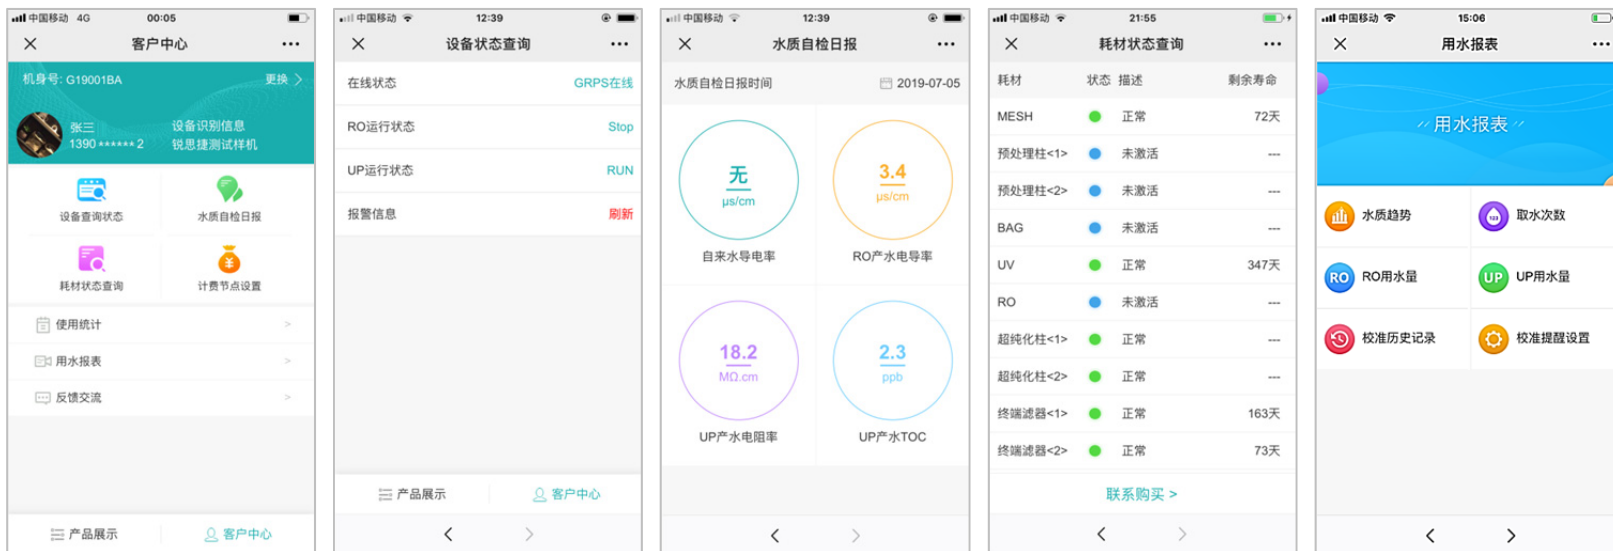 中国移动 4G 00:05
客户中心
机身号: G19001BA 更换 >
张三
1390 ****** 2
设备识别信息
锐思捷测试样机
设备查询状态 水质自检日报
耗材状态查询 计费节点设置
使用统计 >
用水报表 >
反馈交流 >
产品展示 客户中心
中国移动 12:39
设备状态查询
在线状态 GRPS在线
RO运行状态 Stop
UP运行状态 RUN
报警信息 刷新
产品展示 客户中心
中国移动 12:39
水质自检日报
水质自检日报时间 2019-07-05
无
μs/cm
自来水导电率
3.4
μs/cm
RO产水电导率
18.2
MΩ.cm
UP产水电阻率
2.3
ppb
UP产水TOC
中国移动 21:55
耗材状态查询
耗材 状态 描述 剩余寿命
MESH 正常 72天
预处理柱<1> 未激活 ---
预处理柱<2> 未激活 ---
BAG 未激活 ---
UV 正常 347天
RO 未激活 ---
超纯化柱<1> 正常 ---
超纯化柱<2> 正常 ---
终端滤器<1> 正常 163天
终端滤器<2> 正常 73天
联系购买 >
中国移动 15:06
用水报表
用水报表
水质趋势 取水次数
RO RO用水量 UP UP用水量
校准历史记录 校准提醒设置